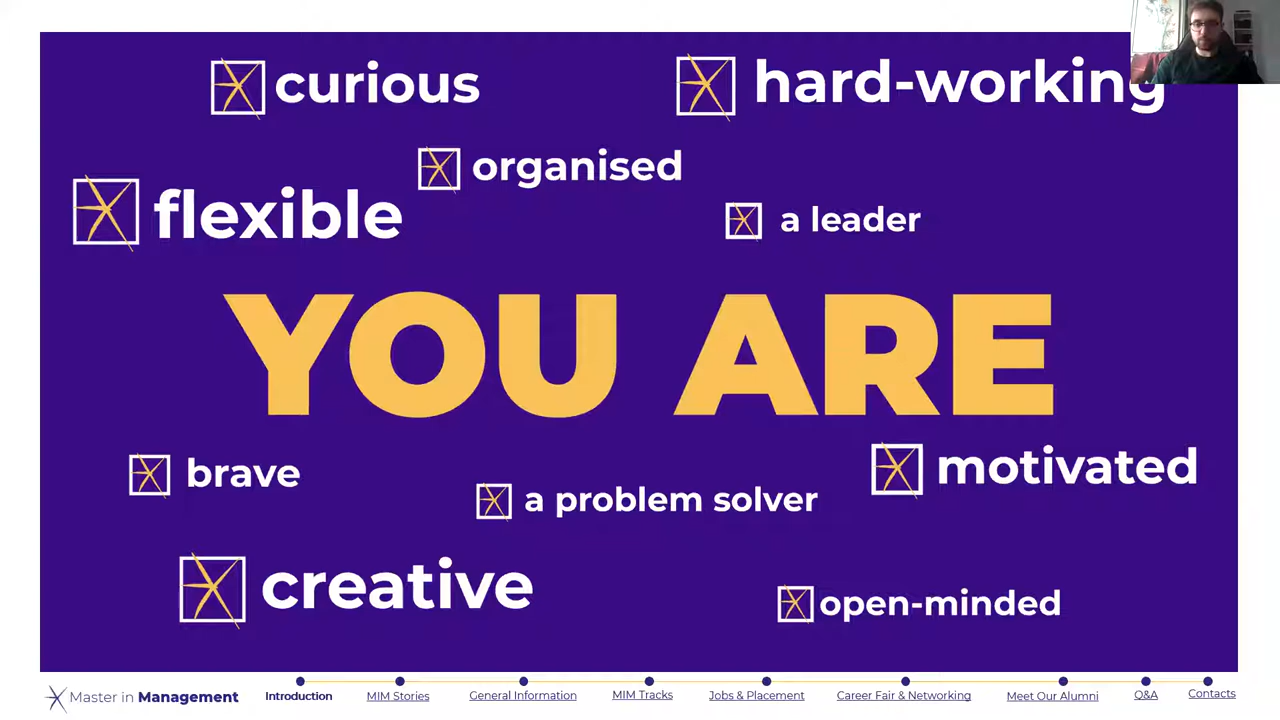 curious
hard-working
organised
flexible
a leader
YOU ARE
brave
motivated
a problem solver
creative
open-minded
Master in Management
Introduction
MIM Stories
General Information
MIM Tracks
Jobs & Placement
Career Fair & Networking
Meet Our Alumni
Q&A
Contacts